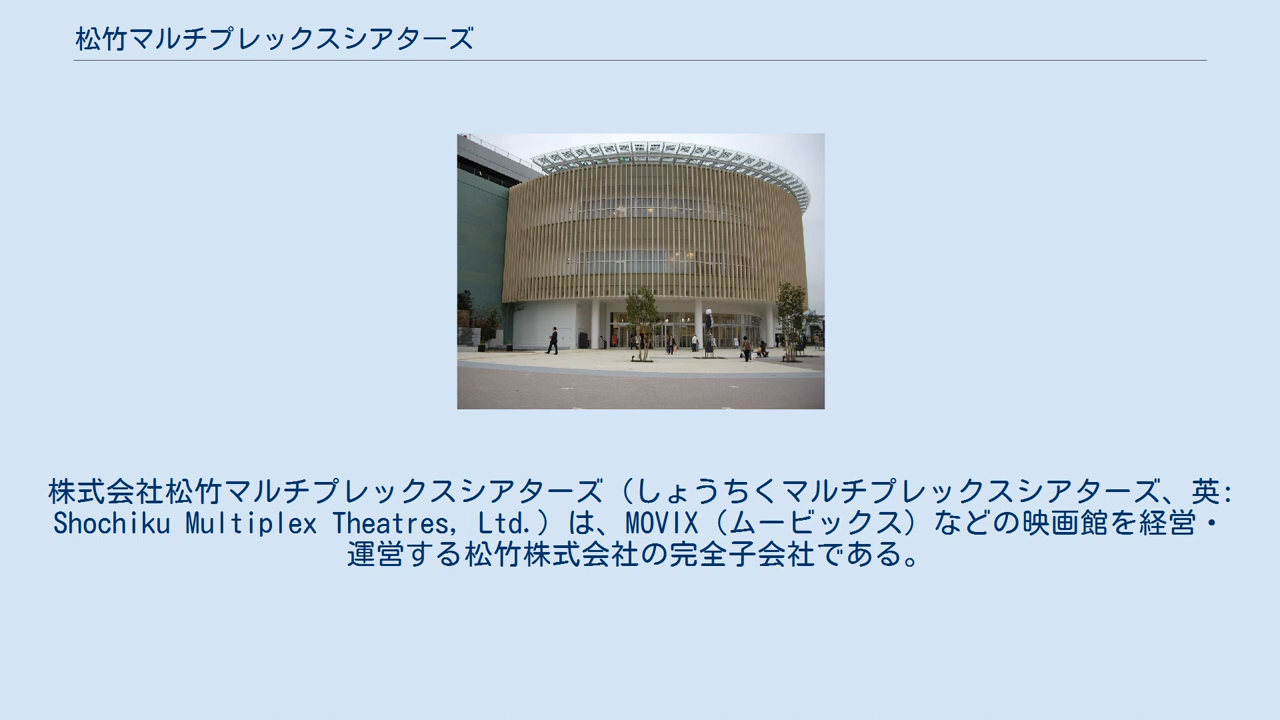 松竹マルチプレックスシアターズ
株式会社松竹マルチプレックスシアターズ（しょうちくマルチプレックスシアターズ、英:
Shochiku Multiplex Theatres, Ltd.）は、MOVIX（ムービックス）などの映画館を経営・
運営する松竹株式会社の完全子会社である。